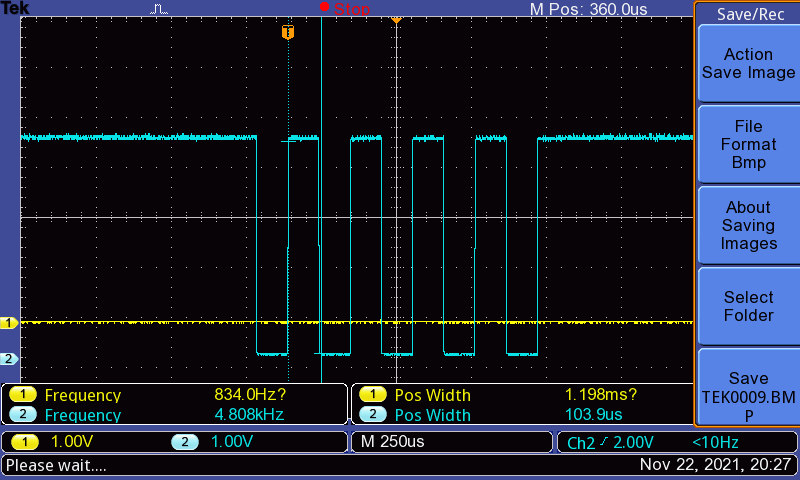 Tek
Stop
M Pos: 360.0us
Save/Rec
T
Action
Save Image
File
Format
Bmp
About
Saving
Images
Select
Folder
Save
TEK0009.BM
P
1
2
1 Frequency 834.0Hz?
2 Frequency 4.808kHz
1 Pos Width 1.198ms?
2 Pos Width 103.9us
1 1.00V 2 1.00V
M 250us
Ch2 2.00V <10Hz
Please wait.... Nov 22, 2021, 20:27